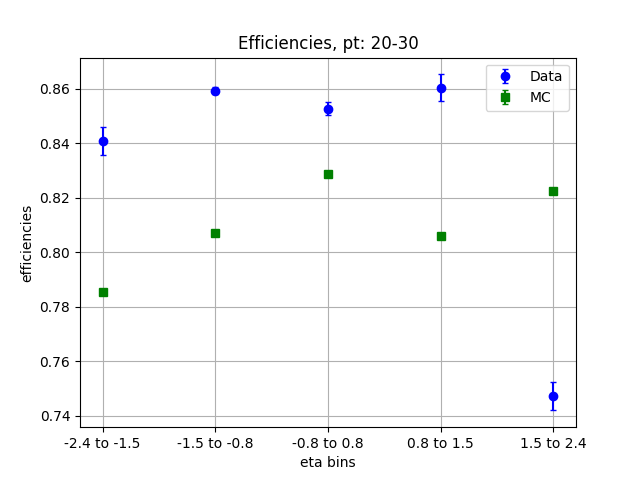 Efficiencies, pt: 20-30
Data
MC
0.86
0.84
0.82
0.80
0.78
0.76
0.74
efficiencies
-2.4 to -1.5
-1.5 to -0.8
-0.8 to 0.8
0.8 to 1.5
1.5 to 2.4
eta bins